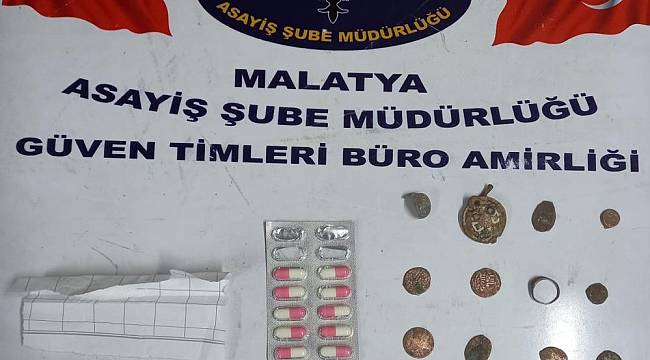 ASAYİŞ ŞUBE MÜDÜRLÜĞÜ
MALATYA
ASAYİŞ ŞUBE MÜDÜRLÜĞÜ
GÜVEN TİMLERİ BÜRO AMİRLİĞİ